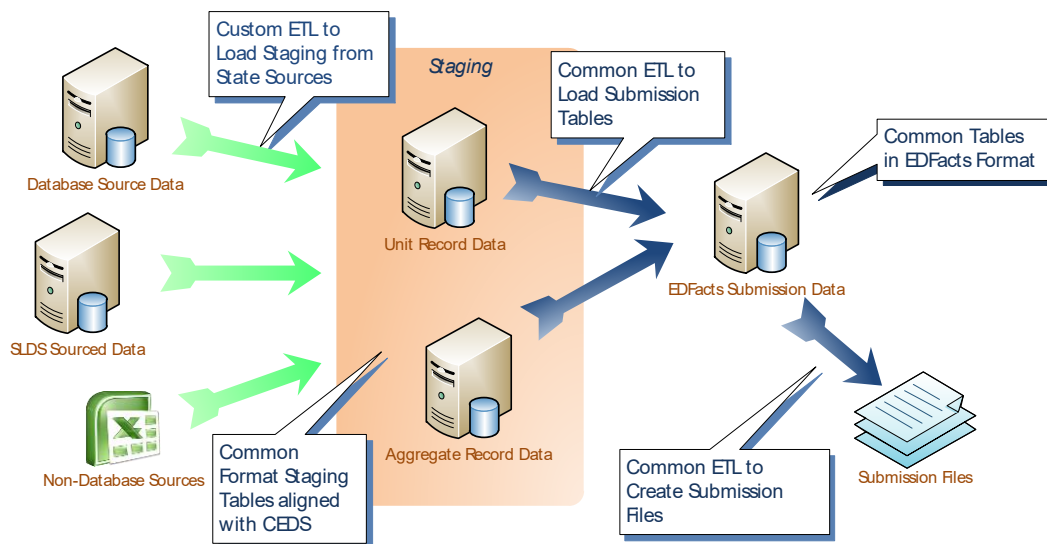 Custom ETL to
Load Staging from
State Sources
Staging
Common ETL to
Load Submission
Tables
Common Tables
in EDFacts Format
Database Source Data
Unit Record Data
EDFacts Submission Data
SLDS Sourced Data
Non-Database Sources
Common
Format Staging
Tables aligned
with CEDS
Aggregate Record Data
Common ETL to
Create Submission
Files
Submission Files